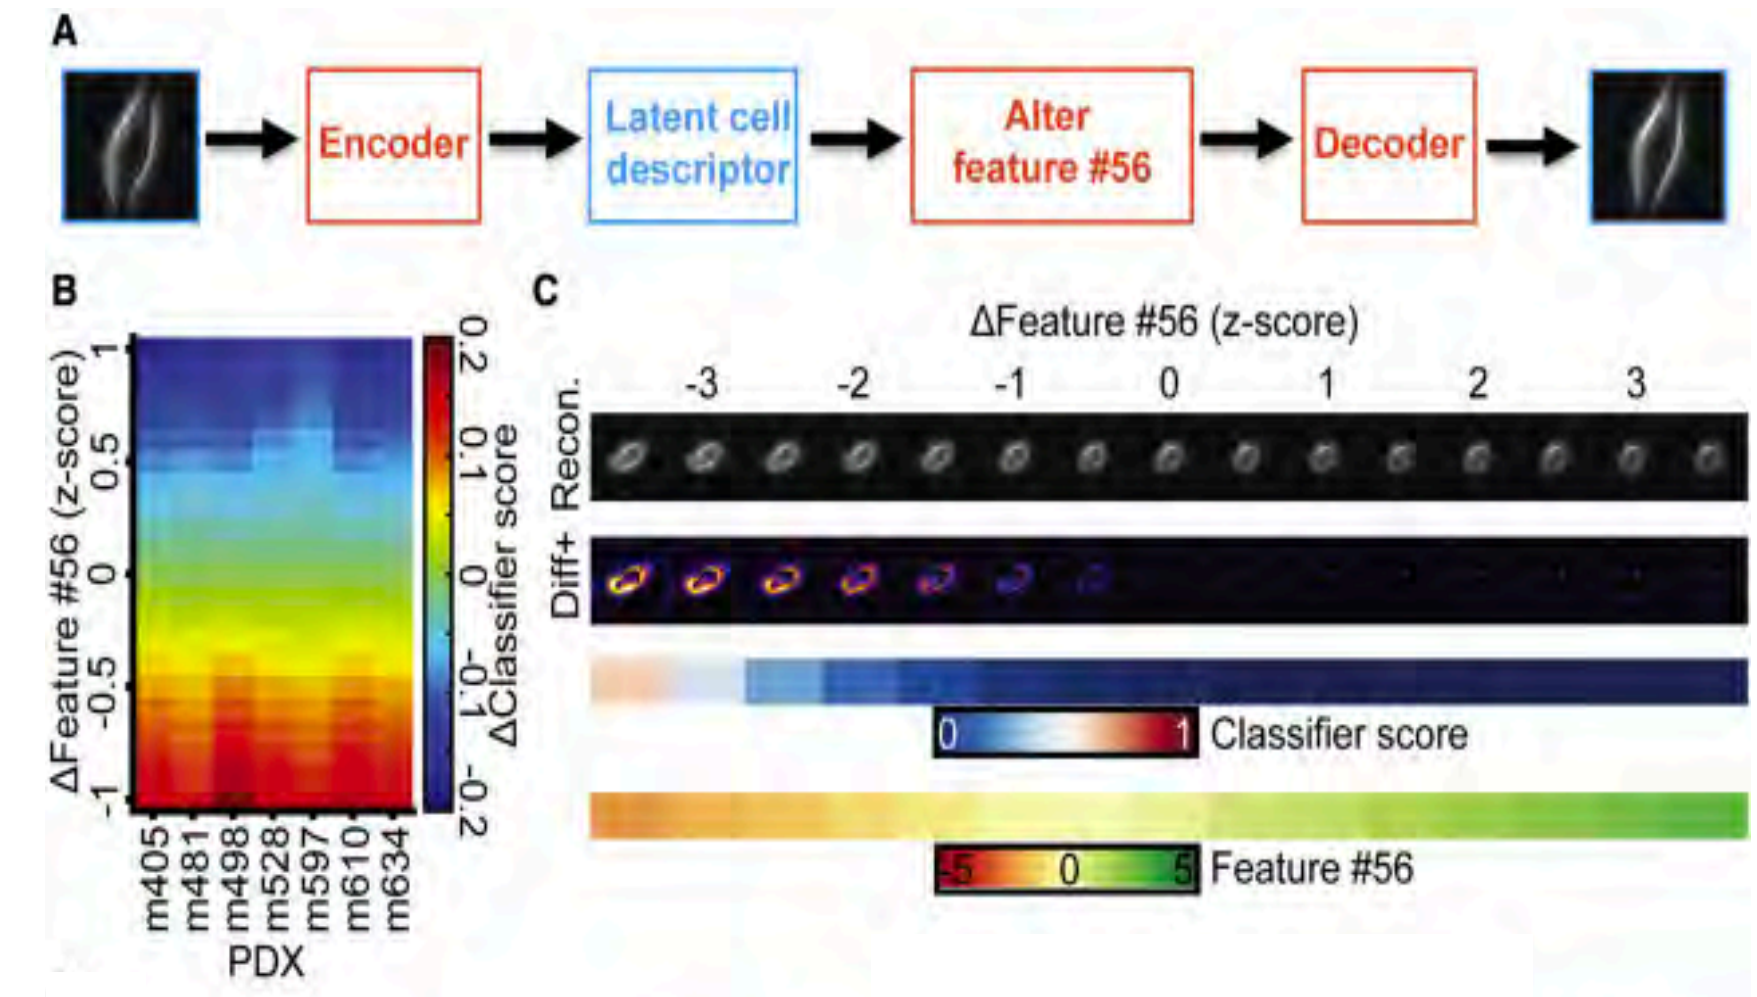 A
Encoder
Latent cell
descriptor
Alter
feature #56
Decoder
B
ΔFeature #56 (z-score)
1
0.5
0
-0.5
-1
m405
m481
m498
m528
m597
m610
m634
PDX
0.2
0.1
0
-0.1
-0.2
ΔClassifier score
C
ΔFeature #56 (z-score)
-3 -2 -1 0 1 2 3
Recon.
Diff+
0 1 Classifier score
-5 0 5 Feature #56